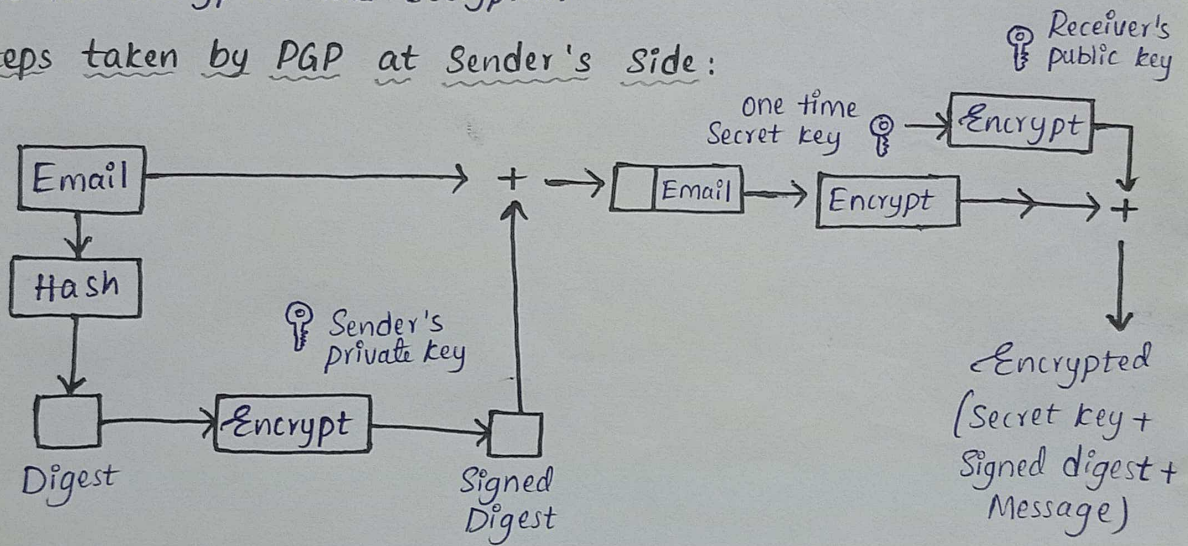 taken by PGP at Sender's Side:
Receiver's
public key
one time
Secret key
Encrypt
Email
+
Email
Encrypt
+
Hash
Sender's
private key
Encrypt
Digest
Signed
Digest
Encrypted
(Secret key +
Signed digest +
Message)